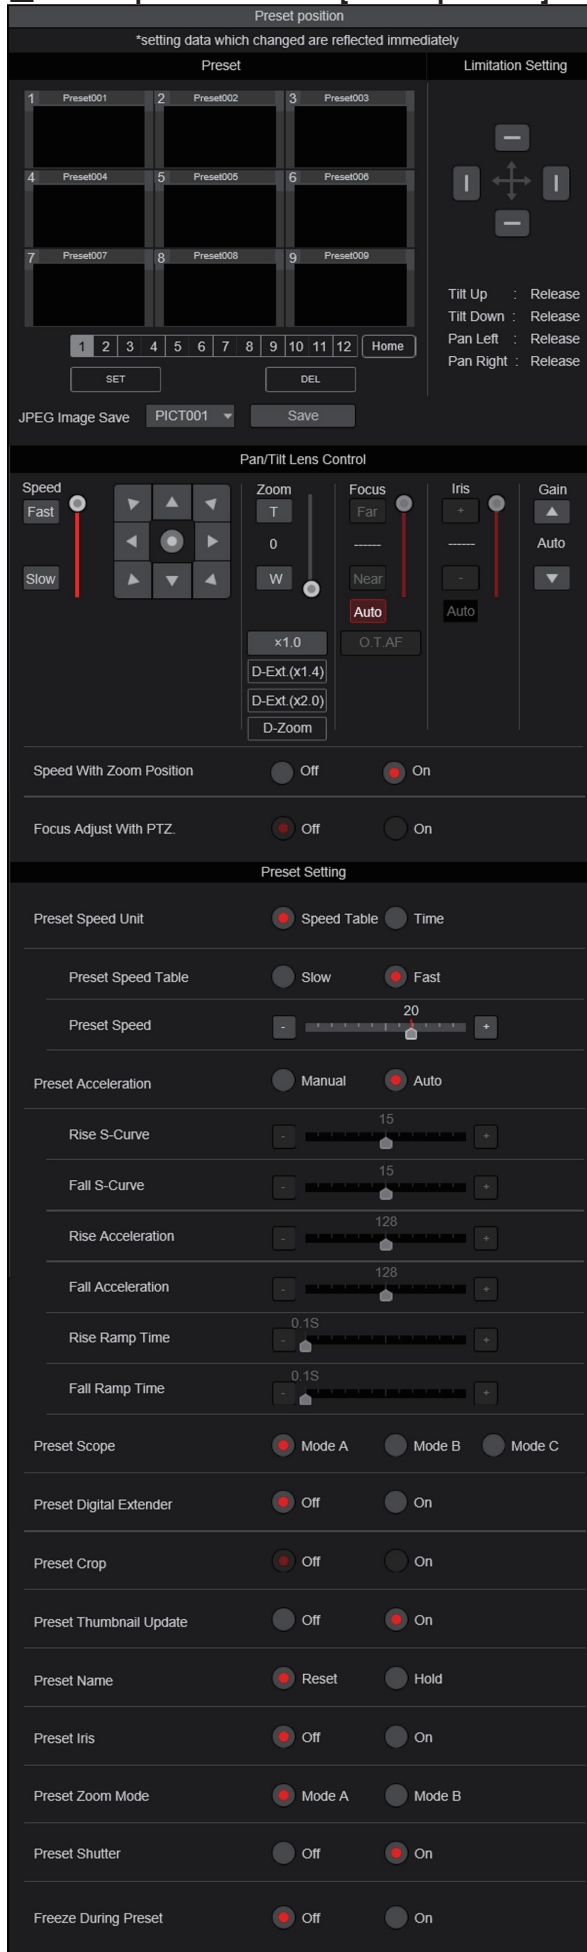 Preset position
*setting data which changed are reflected immediately
Preset
Limitation Setting
1 Preset001 2 Preset002 3 Preset003
4 Preset004 5 Preset005 6 Preset006
7 Preset007 8 Preset008 9 Preset009
Tilt Up : Release
Tilt Down : Release
Pan Left : Release
Pan Right : Release
1 2 3 4 5 6 7 8 9 10 11 12 Home
SET DEL
JPEG Image Save PICT001 Save
Pan/Tilt Lens Control
Speed Zoom Focus Iris Gain
Fast T Far +
0 ------ ------ Auto
Slow W Near -
Auto Auto
×1.0 O.T.AF
D-Ext.(x1.4)
D-Ext.(x2.0)
D-Zoom
Speed With Zoom Position Off On
Focus Adjust With PTZ. Off On
Preset Setting
Preset Speed Unit Speed Table Time
Preset Speed Table Slow Fast
20
Preset Speed - +
Preset Acceleration Manual Auto
15
Rise S-Curve - +
15
Fall S-Curve - +
128
Rise Acceleration - +
128
Fall Acceleration - +
0.1S
Rise Ramp Time - +
0.1S
Fall Ramp Time - +
Preset Scope Mode A Mode B Mode C
Preset Digital Extender Off On
Preset Crop Off On
Preset Thumbnail Update Off On
Preset Name Reset Hold
Preset Iris Off On
Preset Zoom Mode Mode A Mode B
Preset Shutter Off On
Freeze During Preset Off On